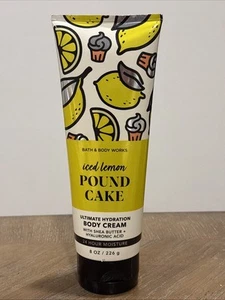 BATH & BODY WORKS
iced lemon
POUND
CAKE
ULTIMATE HYDRATION
BODY CREAM
WITH SHEA BUTTER +
HYALURONIC ACID
24 HOUR MOISTURE
8 OZ / 226 g